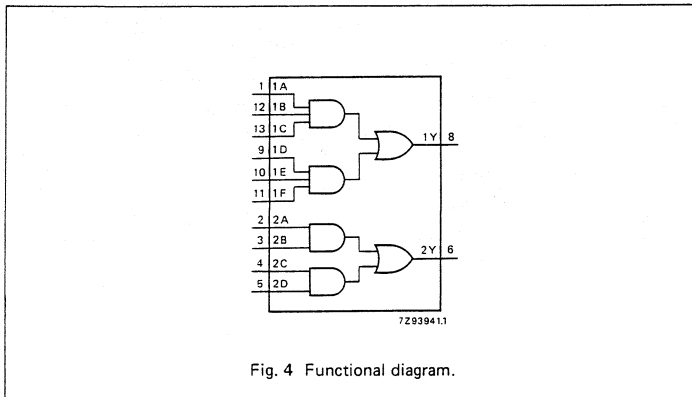 1 1A
12 1B
13 1C
1Y 8
9 1D
10 1E
11 1F
2 2A
3 2B
2Y 6
4 2C
5 2D
7Z93941.1
Fig. 4 Functional diagram.